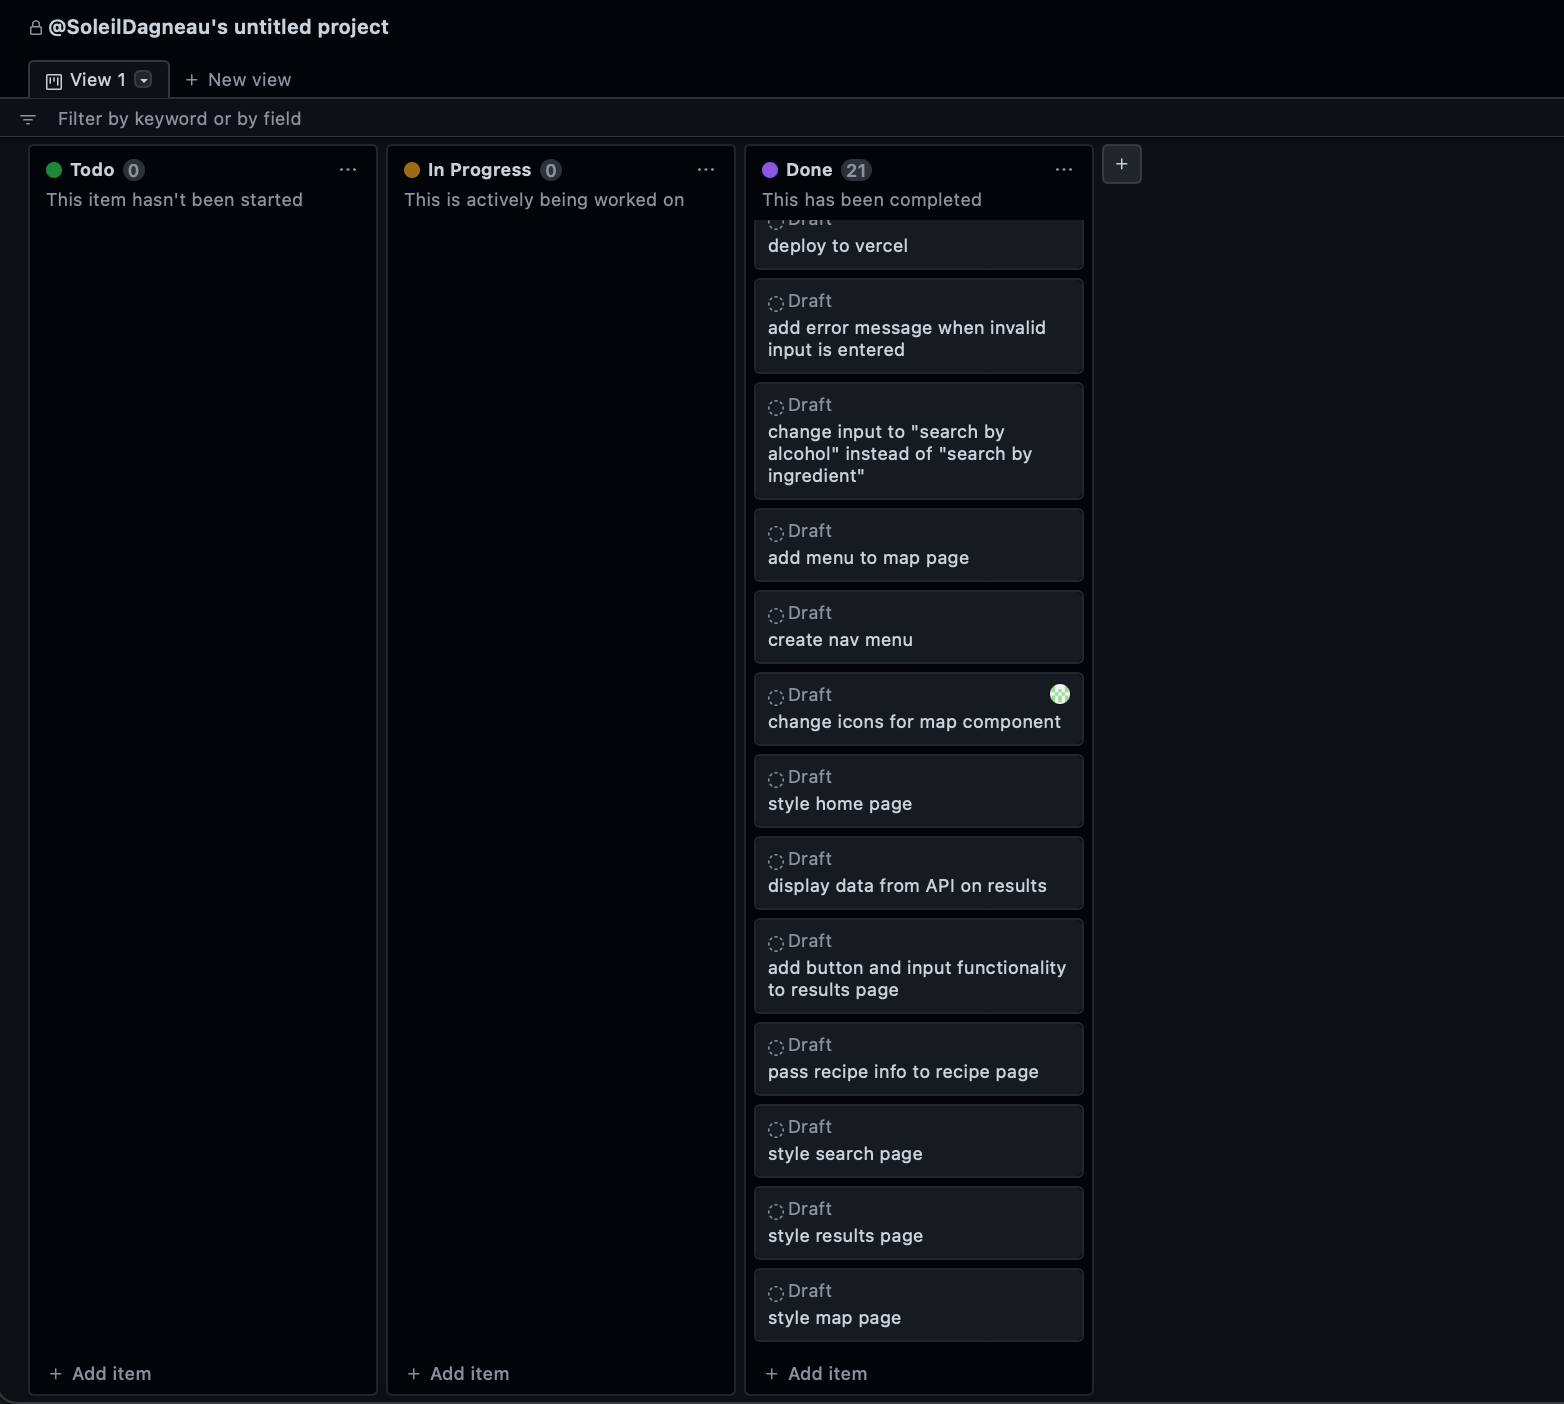 @SoleilDagneau's untitled project
View 1
New view
Filter by keyword or by field
Todo 0
This item hasn't been started
In Progress 0
This is actively being worked on
Done 21
This has been completed
Draft
deploy to vercel
Draft
add error message when invalid
input is entered
Draft
change input to "search by
alcohol" instead of "search by
ingredient"
Draft
add menu to map page
Draft
create nav menu
Draft
change icons for map component
Draft
style home page
Draft
display data from API on results
Draft
add button and input functionality
to results page
Draft
pass recipe info to recipe page
Draft
style search page
Draft
style results page
Draft
style map page
+ Add item
+ Add item
+ Add item